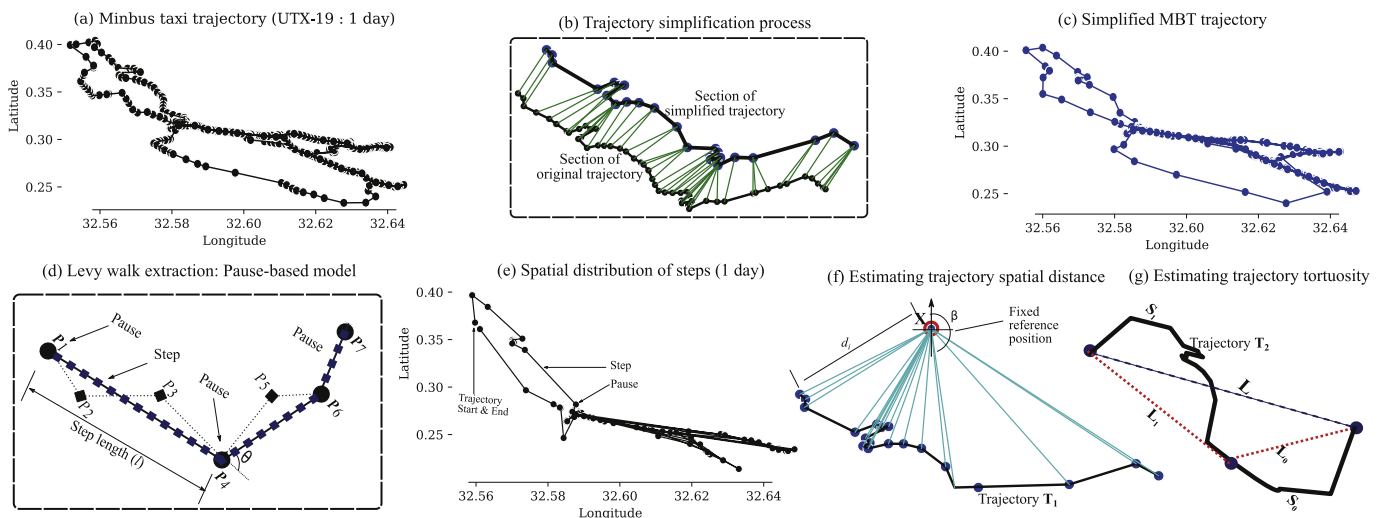 (a) Minbus taxi trajectory (UTX-19 : 1 day)
0.40
0.35
0.30
0.25
Latitude
32.56 32.58 32.60 32.62 32.64
Longitude
(b) Trajectory simplification process
Section of
simplified trajectory
Section of
original trajectory
(c) Simplified MBT trajectory
0.40
0.35
0.30
0.25
Latitude
32.56 32.58 32.60 32.62 32.64
Longitude
(d) Levy walk extraction: Pause-based model
Pause
P1
Step
P2
P3
Pause
P5
Pause
P7
P6
Step length (l)
P4
θ
(e) Spatial distribution of steps (1 day)
0.40
0.35
0.30
0.25
Latitude
Step
Pause
Trajectory
Start & End
32.56 32.58 32.60 32.62 32.64
Longitude
(f) Estimating trajectory spatial distance
X
β
Fixed
reference
position
di
Trajectory T1
(g) Estimating trajectory tortuosity
S1
Trajectory T2
L
L1
L0
S0